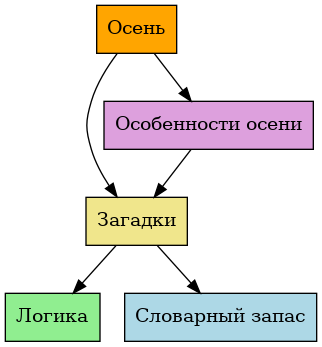 Осень
Особенности осени
Загадки
Логика
Словарный запас